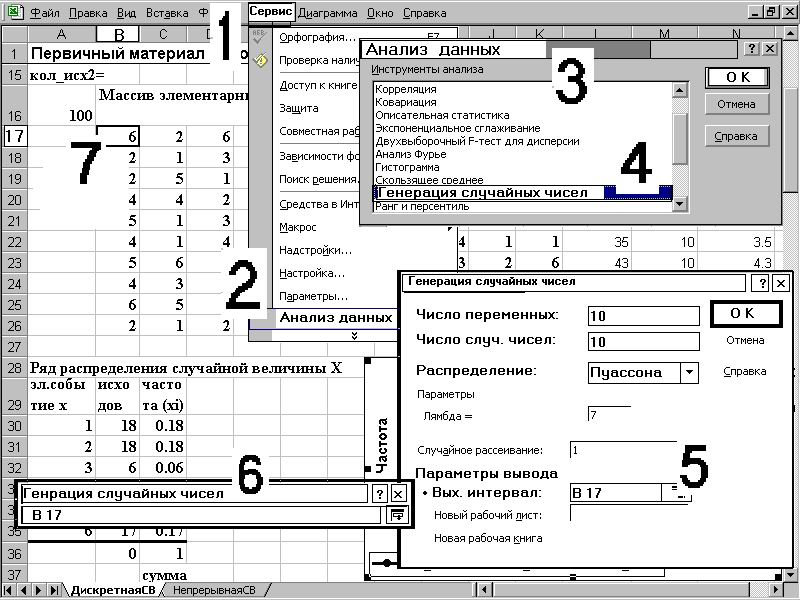 Файл Правка Вид Вставка Ф Сервис Диаграмма Окно Справка
1
A B C D J K L M N
1 Первичный материал
15 кол_исх2=
Массив элементарн
16 100
17 6 2 6
18 2 1 3
19 2 5 1
20 4 4 2
21 5 1 3
22 4 1 4
23 5 6
24 4 3
25 6 5
26 2 1 2
27
7
Орфография... F7
Проверка нали
Доступ к книге
Защита
Совместная раб
Зависимости фо
Поиск решения...
Средства в Инт
Макрос
Надстройки...
Настройка...
Параметры...
Анализ данных
2
Анализ данных
3
Инструменты анализа
Корреляция
Ковариация
Описательная статистика
Экспоненциальное сглаживание
Двухвыборочный F-тест для дисперсии
Анализ Фурье
Гистограмма
Скользящее среднее
Генерация случайных чисел
Ранг и персентиль
4
O K
Отмена
Справка
4 1 1 35 10 3.5
3 2 6 43 10 4.3
Генерация случайных чисел
Число переменных: 10
Число случ. чисел: 10
Распределение: Пуассона
Параметры
Лямбда = 7
Случайное рассеивание: 1
Параметры вывода
• Вых. интервал: B 17
Новый рабочий лист:
Новая рабочая книга
O K
Отмена
Справка
5
28 Ряд распределения случайной величины X
эл.собы исхо часто
29 тие x дов та (xi)
30 1 18 0.18
31 2 18 0.18
32 3 6 0.06
Частота
6
Генрация случайных чисел
B 17
35 6 17 0.17
36 0 1
37 сумма
ДискретнаяСВ НепрерывнаяСВ